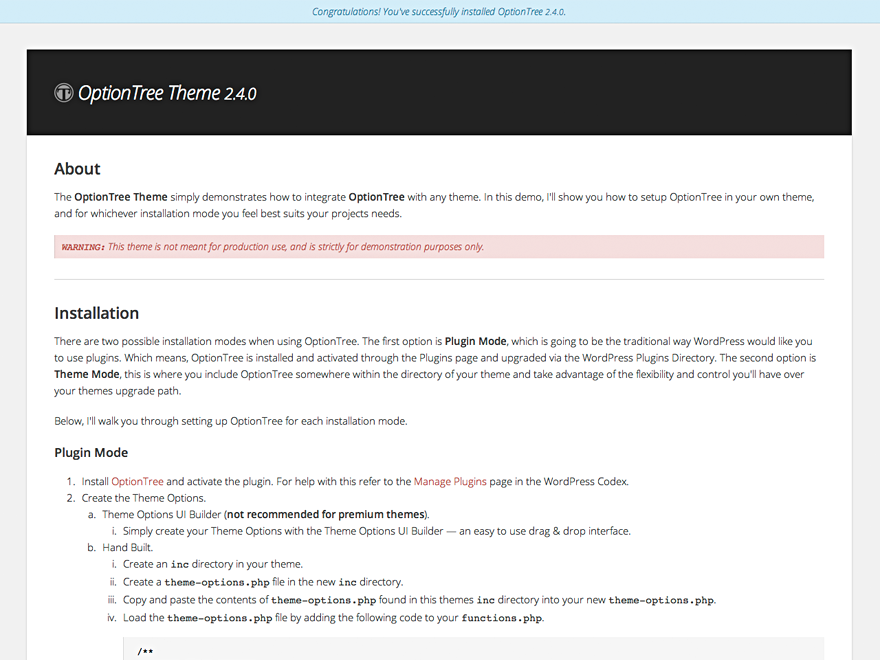 Congratulations! You've successfully installed OptionTree 2.4.0.
OptionTree Theme 2.4.0
About
The OptionTree Theme simply demonstrates how to integrate OptionTree with any theme. In this demo, I'll show you how to setup OptionTree in your own theme,
and for whichever installation mode you feel best suits your projects needs.
WARNING: This theme is not meant for production use, and is strictly for demonstration purposes only.
Installation
There are two possible installation modes when using OptionTree. The first option is Plugin Mode, which is going to be the traditional way WordPress would like you
to use plugins. Which means, OptionTree is installed and activated through the Plugins page and upgraded via the WordPress Plugins Directory. The second option is
Theme Mode, this is where you include OptionTree somewhere within the directory of your theme and take advantage of the flexibility and control you'll have over
your themes upgrade path.
Below, I'll walk you through setting up OptionTree for each installation mode.
Plugin Mode
1. Install OptionTree and activate the plugin. For help with this refer to the Manage Plugins page in the WordPress Codex.
2. Create the Theme Options.
a. Theme Options UI Builder (not recommended for premium themes).
i. Simply create your Theme Options with the Theme Options UI Builder — an easy to use drag & drop interface.
b. Hand Built.
i. Create an inc directory in your theme.
ii. Create a theme-options.php file in the new inc directory.
iii. Copy and paste the contents of theme-options.php found in this themes inc directory into your new theme-options.php.
iv. Load the theme-options.php file by adding the following code to your functions.php.
/**